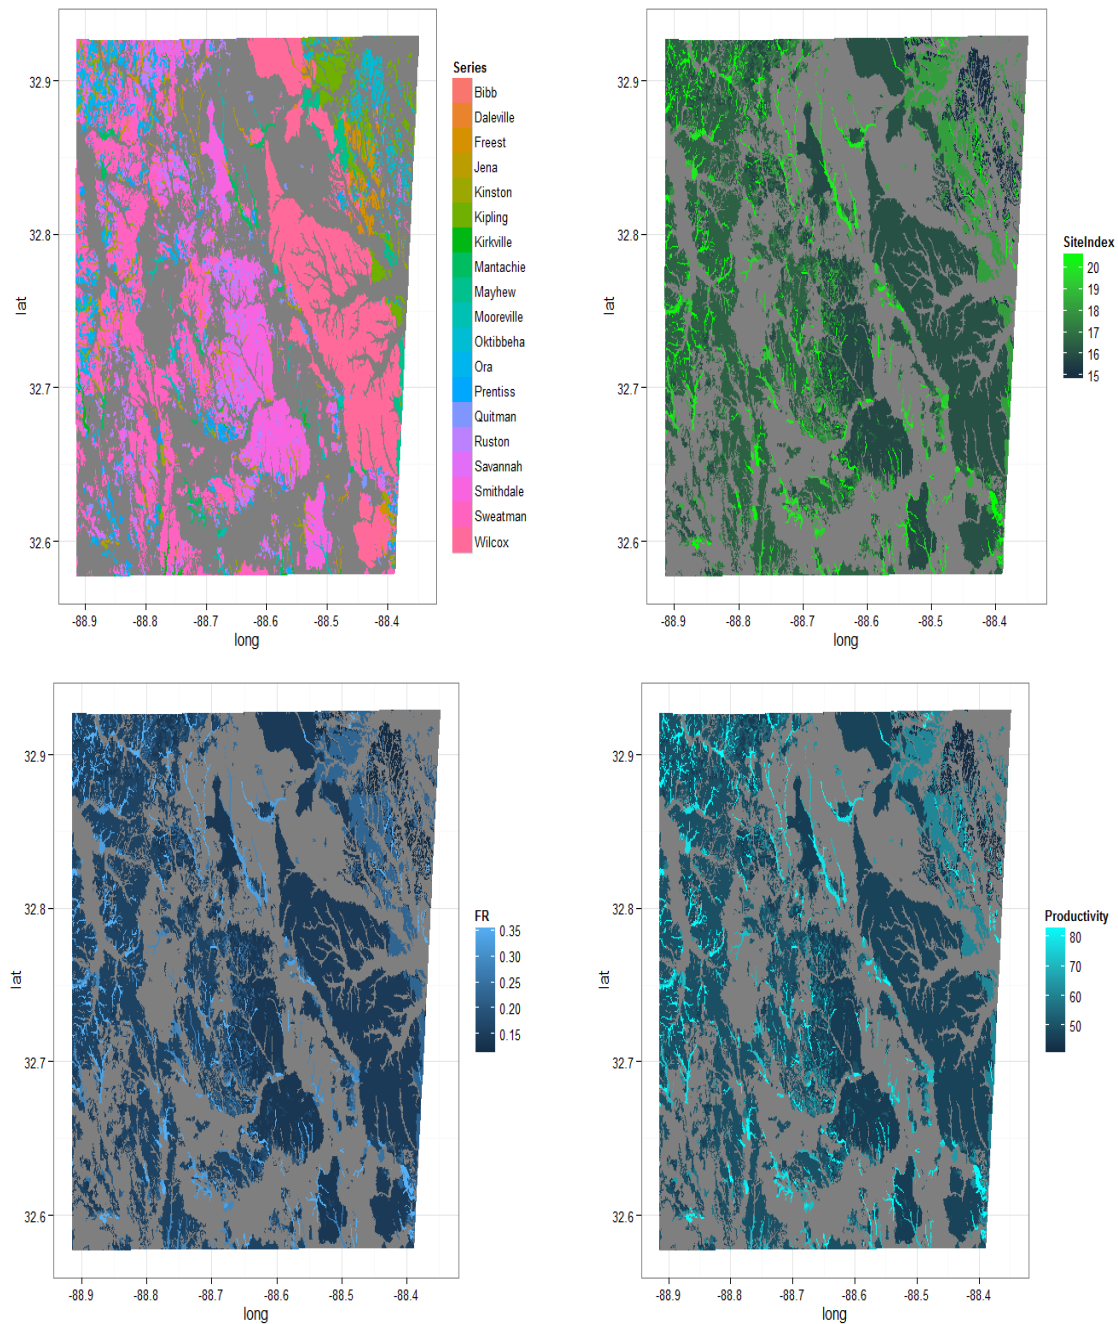 Series
Bibb
Daleville
Freest
Jena
Kinston
Kipling
Kirkville
Mantachie
Mayhew
Mooreville
Oktibbeha
Ora
Prentiss
Quitman
Ruston
Savannah
Smithdale
Sweatman
Wilcox
32.9
32.8
32.7
32.6
lat
-88.9 -88.8 -88.7 -88.6 -88.5 -88.4
long
SiteIndex
20
19
18
17
16
15
32.9
32.8
32.7
32.6
lat
-88.9 -88.8 -88.7 -88.6 -88.5 -88.4
long
FR
0.35
0.30
0.25
0.20
0.15
32.9
32.8
32.7
32.6
lat
-88.9 -88.8 -88.7 -88.6 -88.5 -88.4
long
Productivity
80
70
60
50
32.9
32.8
32.7
32.6
lat
-88.9 -88.8 -88.7 -88.6 -88.5 -88.4
long